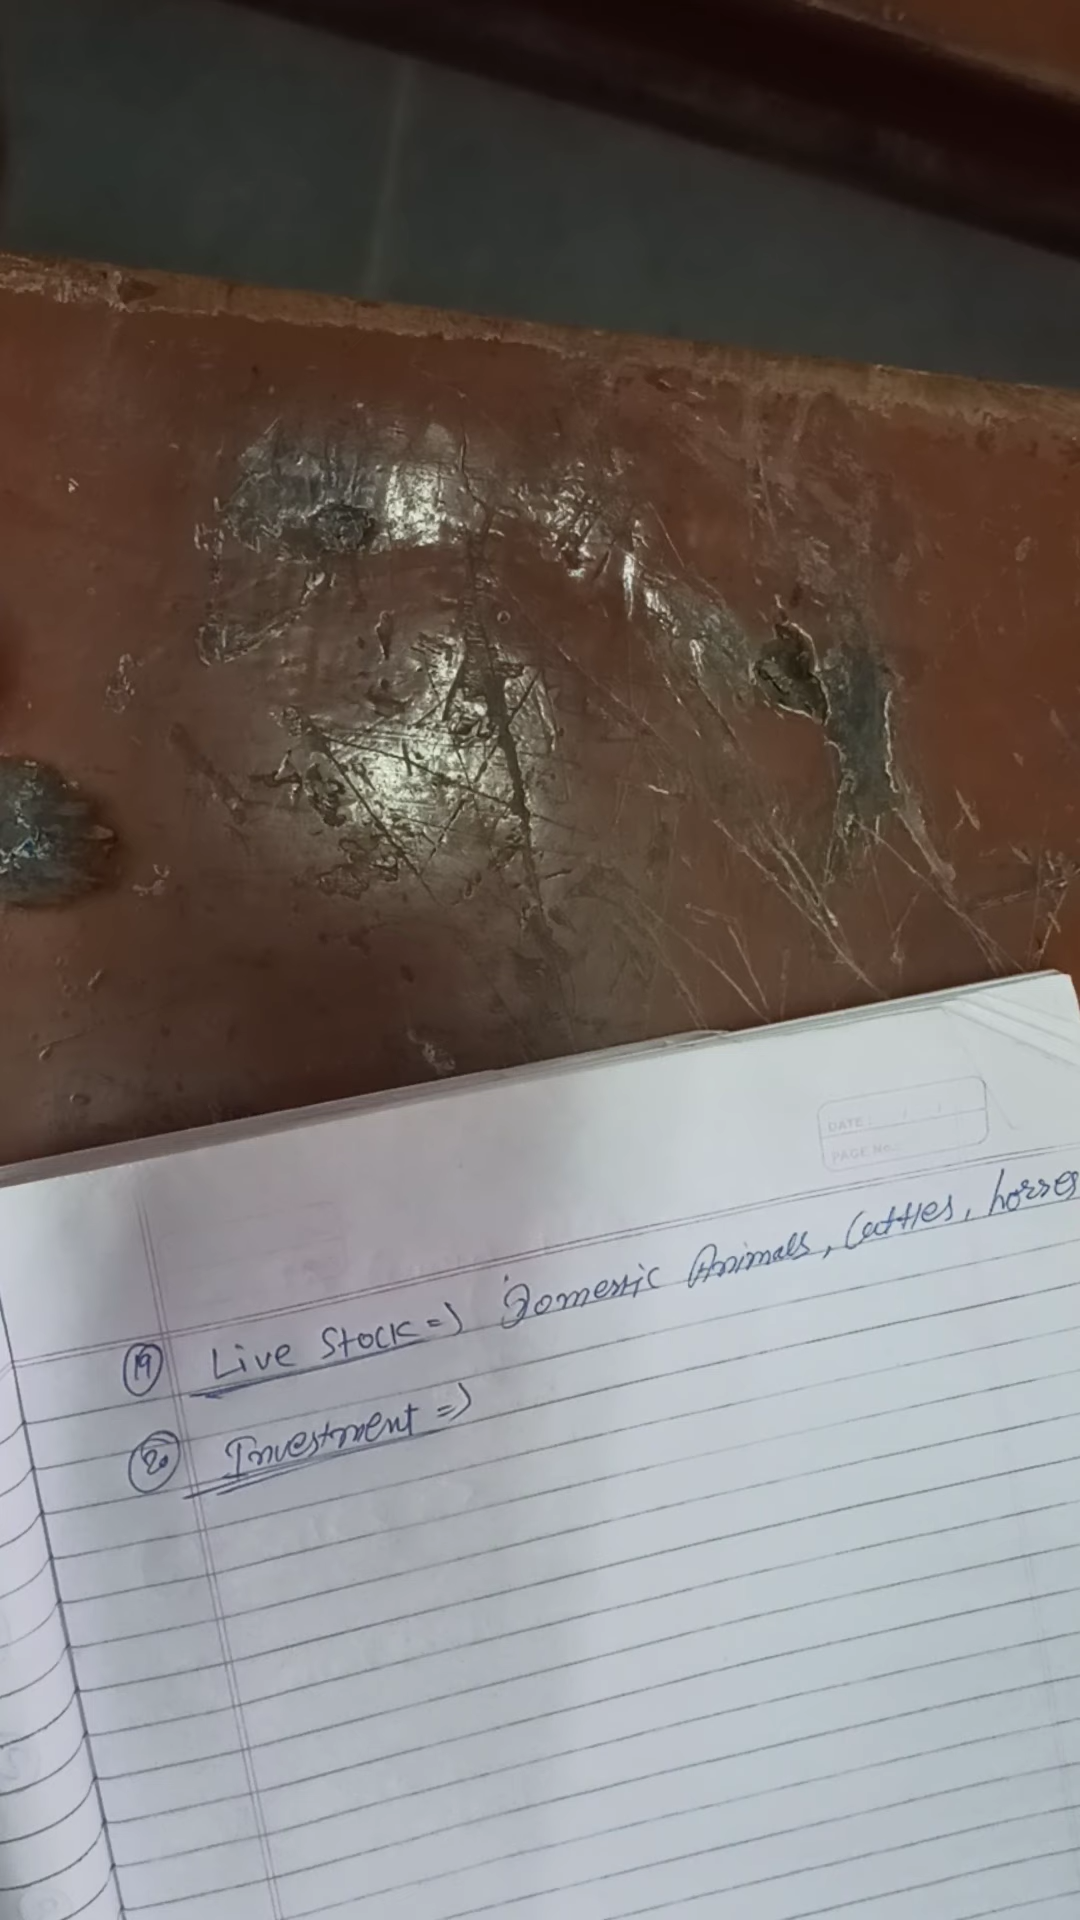 DATE: / /
PAGE No.:
19 Live Stock => Domestic Animals, Cattles, horses
20 Investment =>